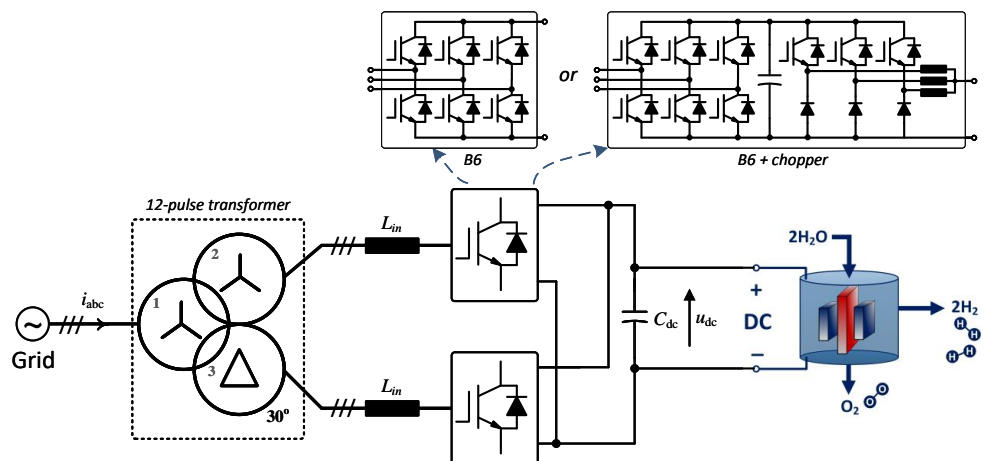 or
B6
B6 + chopper
12-pulse transformer
2
1
3
30°
i_abc
~
Grid
L_in
L_in
C_dc
u_dc
+
DC
−
2H₂O
2H₂
H
H
H
H
O₂
O
O